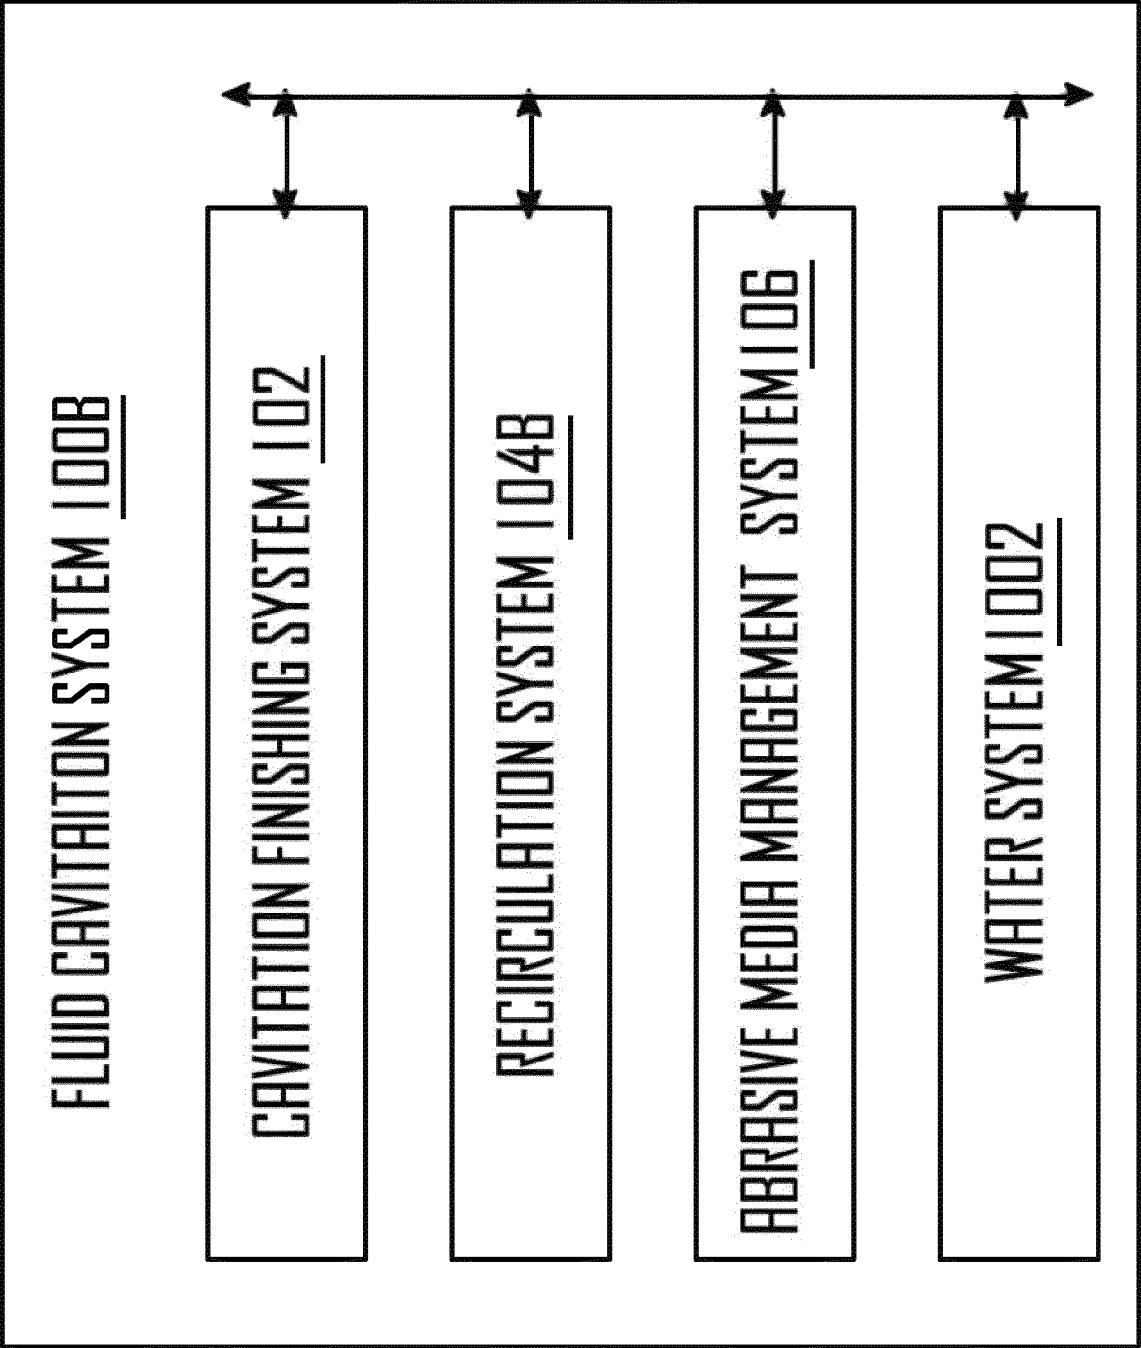 FLUID CAVITAITON SYSTEM 100B
CAVITATION FINISHING SYSTEM 102
RECIRCULATION SYSTEM 104B
ABRASIVE MEDIA MANAGEMENT SYSTEM 106
WATER SYSTEM 1002